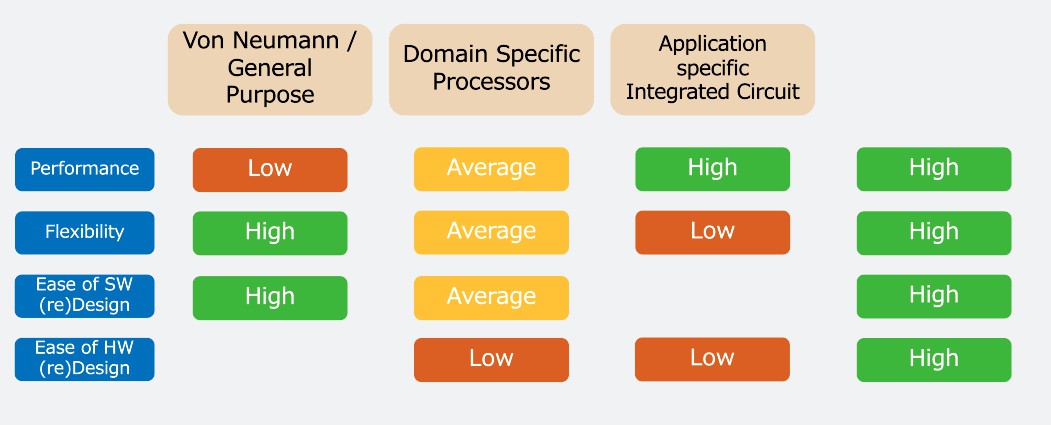 Von Neumann /
General
Purpose
Domain Specific
Processors
Application
specific
Integrated Circuit
Performance
Low
Average
High
High
Flexibility
High
Average
Low
High
Ease of SW
(re)Design
High
Average
High
Ease of HW
(re)Design
Low
Low
High